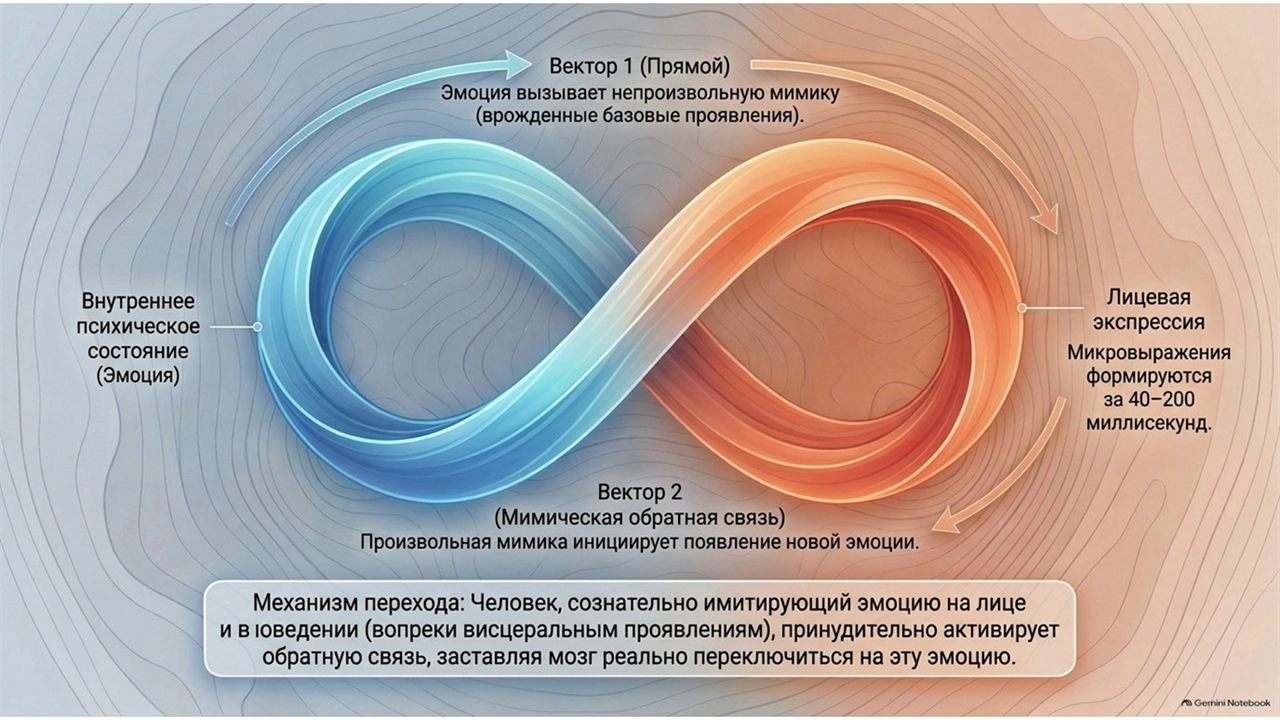 Вектор 1 (Прямой)
Эмоция вызывает непроизвольную мимику
(врожденные базовые проявления).
Внутреннее
психическое
состояние
(Эмоция)
Лицевая
экспрессия
Микровыражения
формируются
за 40–200
миллисекунд.
Вектор 2
(Мимическая обратная связь)
Произвольная мимика инициирует появление новой эмоции.
Механизм перехода: Человек, сознательно имитирующий эмоцию на лице
и в (вопреки висцеральным проявлениям), принудительно активирует
обратную связь, заставляя мозг реально переключиться на эту эмоцию.
Gemini Notebook